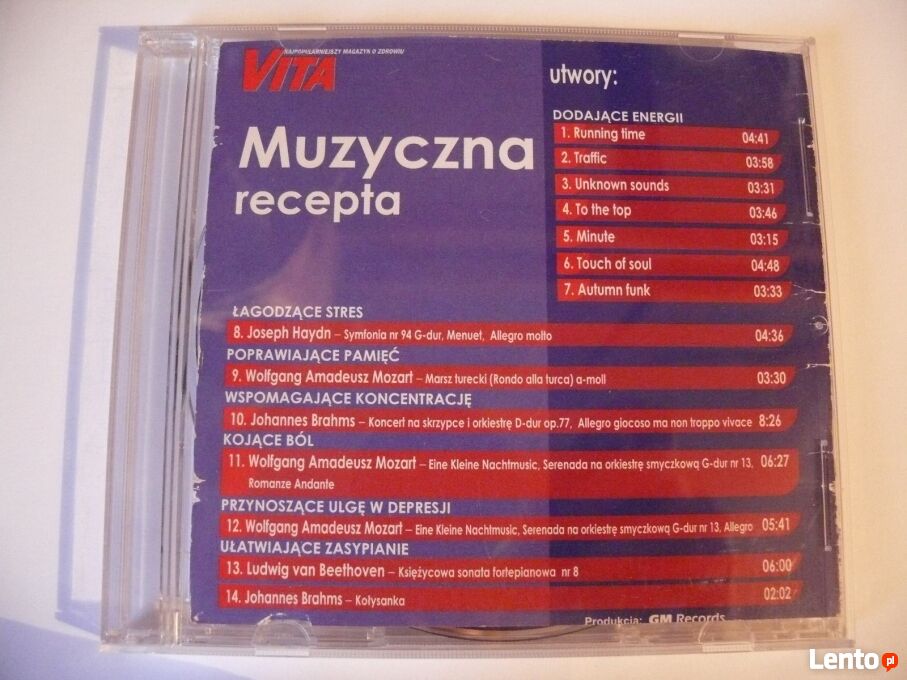 NAJPOPULARNIEJSZY MAGAZYN O ZDROWIU
VITA
Muzyczna
recepta
utwory:
DODAJĄCE ENERGII
1. Running time 04:41
2. Traffic 03:58
3. Unknown sounds 03:31
4. To the top 03:46
5. Minute 03:15
6. Touch of soul 04:48
7. Autumn funk 03:33
ŁAGODZĄCE STRES
8. Joseph Haydn – Symfonia nr 94 G-dur, Menuet, Allegro molto 04:36
POPRAWIAJĄCE PAMIĘĆ
9. Wolfgang Amadeusz Mozart – Marsz turecki (Rondo alla turca) a-moll 03:30
WSPOMAGAJĄCE KONCENTRACJĘ
10. Johannes Brahms – Koncert na skrzypce i orkiestrę D-dur op.77, Allegro giocoso ma non troppo vivace 8:26
KOJĄCE BÓL
11. Wolfgang Amadeusz Mozart – Eine Kleine Nachtmusic, Serenada na orkiestrę smyczkową G-dur nr 13, 06:27
Romanze Andante
PRZYNOSZĄCE ULGĘ W DEPRESJI
12. Wolfgang Amadeusz Mozart – Eine Kleine Nachtmusic, Serenada na orkiestrę smyczkową G-dur nr 13, Allegro 05:41
UŁATWIAJĄCE ZASYPIANIE
13. Ludwig van Beethoven – Księżycowa sonata fortepianowa nr 8 06:00
14. Johannes Brahms – Kołysanka 02:02
Produkcja: GM Records
Lento pl